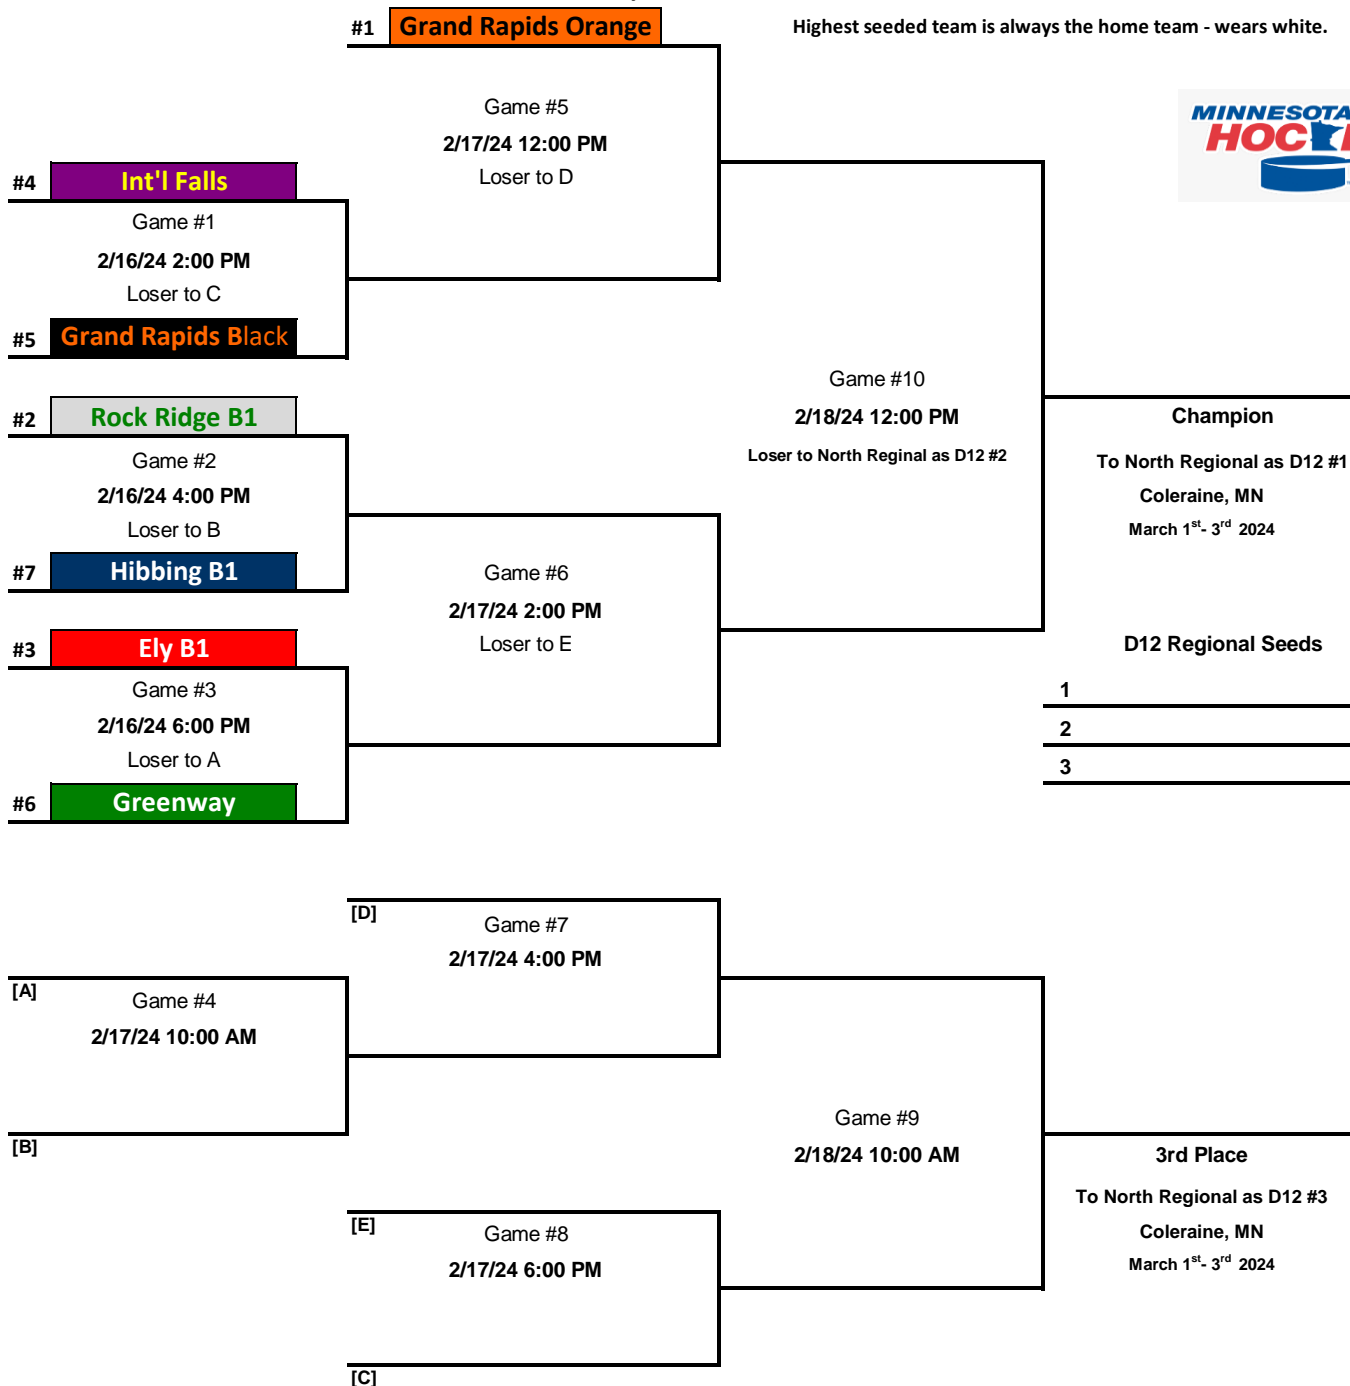 #1 Grand Rapids Orange
Highest seeded team is always the home team - wears white.
MINNESOTA
HOC
Game #5
2/17/24 12:00 PM
Loser to D
#4 Int'l Falls
Game #1
2/16/24 2:00 PM
Loser to C
#5 Grand Rapids Black
#2 Rock Ridge B1
Game #2
2/16/24 4:00 PM
Loser to B
#7 Hibbing B1
Game #10
2/18/24 12:00 PM
Loser to North Reginal as D12 #2
Champion
To North Regional as D12 #1
Coleraine, MN
March 1st- 3rd 2024
Game #6
2/17/24 2:00 PM
Loser to E
#3 Ely B1
Game #3
2/16/24 6:00 PM
Loser to A
#6 Greenway
D12 Regional Seeds
1
2
3
[D]
Game #7
2/17/24 4:00 PM
[A]
Game #4
2/17/24 10:00 AM
[B]
Game #9
2/18/24 10:00 AM
3rd Place
To North Regional as D12 #3
Coleraine, MN
March 1st- 3rd 2024
[E]
Game #8
2/17/24 6:00 PM
[C]